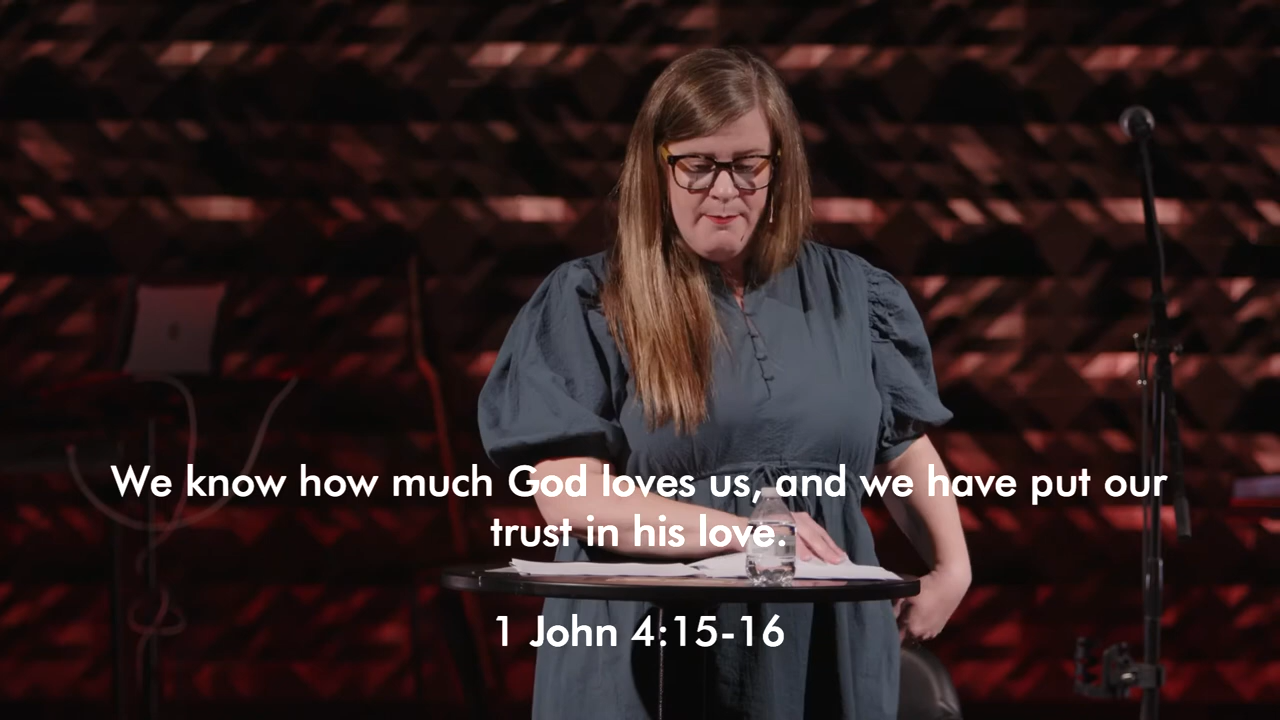 We know how much God loves us, and we have put our
trust in his love.
1 John 4:15-16